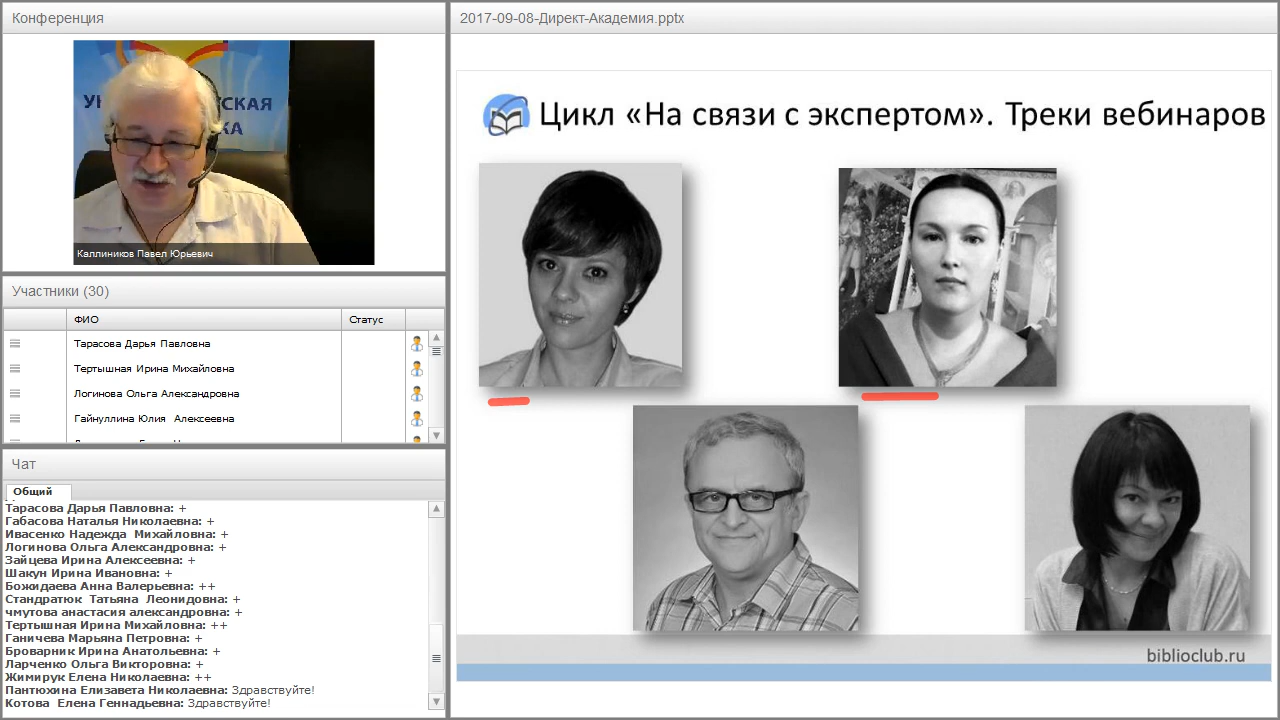 Конференция
УН
СКАЯ
КА
Каллиников Павел Юрьевич
Участники (30)
ФИО
Статус
Тарасова Дарья Павловна
Тертышная Ирина Михайловна
Логинова Ольга Александровна
Гайнуллина Юлия Алексеевна
Чат
Общий
Тарасова Дарья Павловна: +
Габасова Наталья Николаевна: +
Ивасенко Надежда Михайловна: +
Логинова Ольга Александровна: +
Зайцева Ирина Алексеевна: +
Шакун Ирина Ивановна: +
Божидаева Анна Валерьевна: ++
Стандратюк Татьяна Леонидовна: +
чмутова анастасия александровна: +
Тертышная Ирина Михайловна: ++
Ганичева Марьяна Петровна: +
Броварник Ирина Анатольевна: +
Ларченко Ольга Викторовна: +
Жимирук Елена Николаевна: ++
Пантюхина Елизавета Николаевна: Здравствуйте!
Котова Елена Геннадьевна: Здравствуйте!
2017-09-08-Директ-Академия.pptx
Цикл «На связи с экспертом». Треки вебинаров
biblioclub.ru